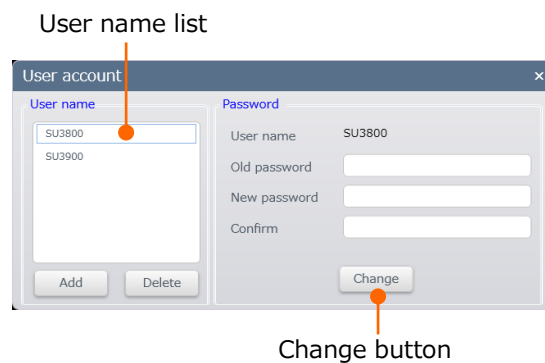 User name list
User account ×
User name
SU3800
SU3900
Add Delete
Password
User name SU3800
Old password
New password
Confirm
Change
Change button